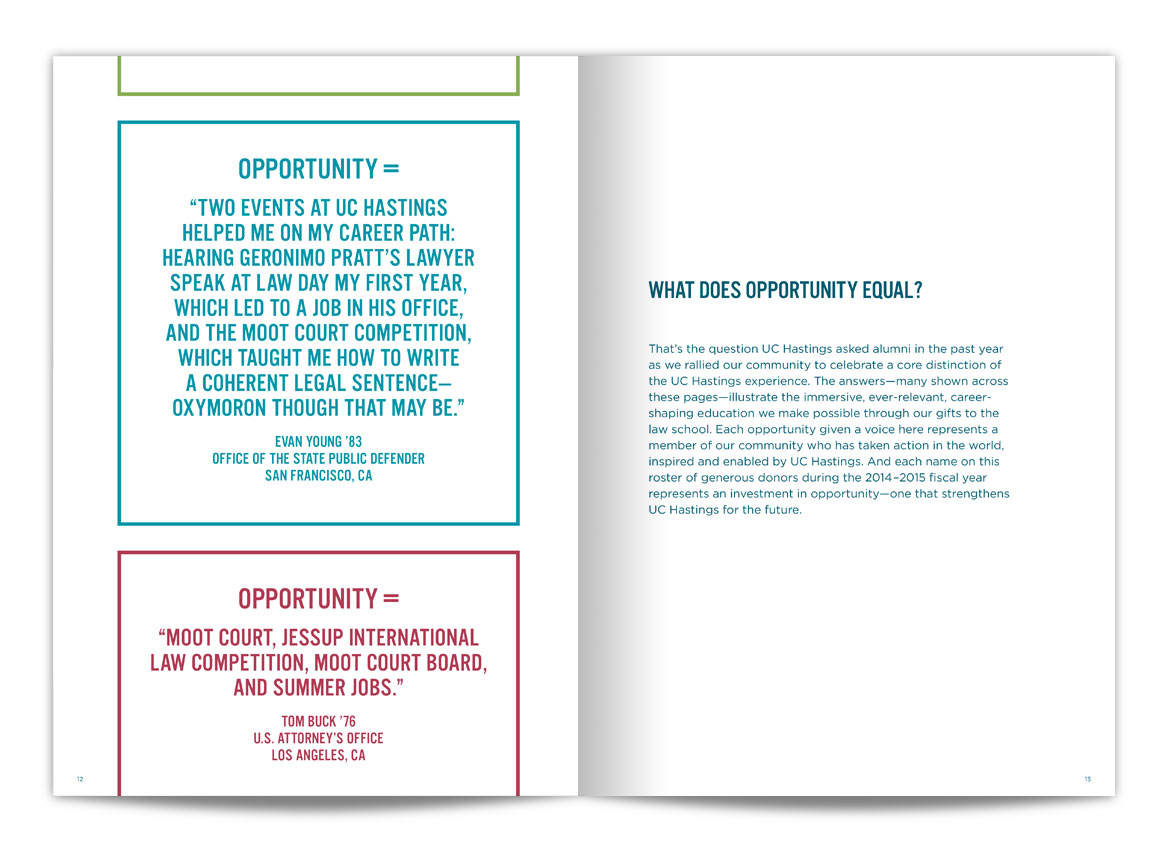 OPPORTUNITY =
“TWO EVENTS AT UC HASTINGS
HELPED ME ON MY CAREER PATH:
HEARING GERONIMO PRATT’S LAWYER
SPEAK AT LAW DAY MY FIRST YEAR,
WHICH LED TO A JOB IN HIS OFFICE,
AND THE MOOT COURT COMPETITION,
WHICH TAUGHT ME HOW TO WRITE
A COHERENT LEGAL SENTENCE—
OXYMORON THOUGH THAT MAY BE.”
EVAN YOUNG ’83
OFFICE OF THE STATE PUBLIC DEFENDER
SAN FRANCISCO, CA
OPPORTUNITY =
“MOOT COURT, JESSUP INTERNATIONAL
LAW COMPETITION, MOOT COURT BOARD,
AND SUMMER JOBS.”
TOM BUCK ’76
U.S. ATTORNEY’S OFFICE
LOS ANGELES, CA
12
WHAT DOES OPPORTUNITY EQUAL?
That’s the question UC Hastings asked alumni in the past year
as we rallied our community to celebrate a core distinction of
the UC Hastings experience. The answers—many shown across
these pages—illustrate the immersive, ever-relevant, career-
shaping education we make possible through our gifts to the
law school. Each opportunity given a voice here represents a
member of our community who has taken action in the world,
inspired and enabled by UC Hastings. And each name on this
roster of generous donors during the 2014–2015 fiscal year
represents an investment in opportunity—one that strengthens
UC Hastings for the future.
13